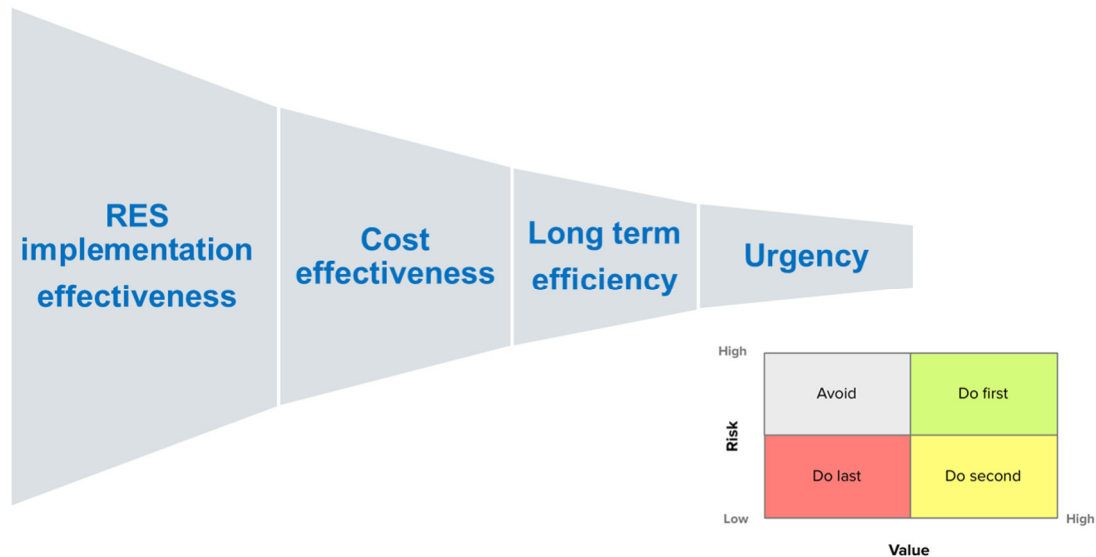 RES
implementation
effectiveness
Cost
effectiveness
Long term
efficiency
Urgency
High
Avoid
Do first
Risk
Do last
Do second
Low
High
Value